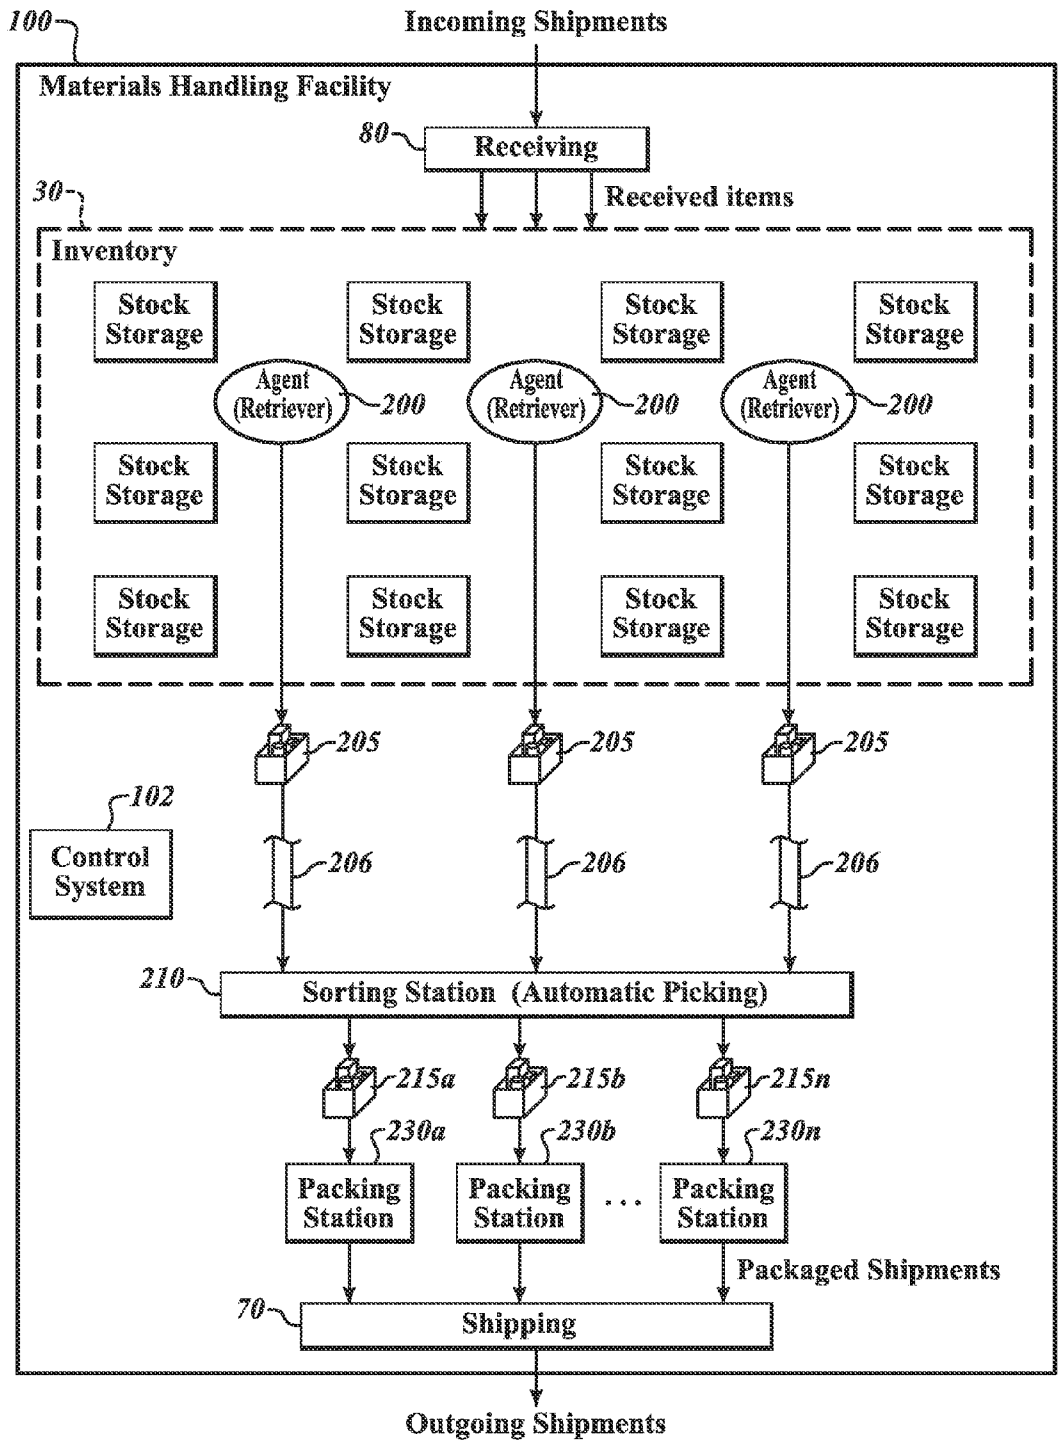 100
Incoming Shipments
Materials Handling Facility
80
Receiving
30
Received items
Inventory
Stock
Storage
Stock
Storage
Stock
Storage
Stock
Storage
Agent
(Retriever)
200
Agent
(Retriever)
200
Agent
(Retriever)
200
Stock
Storage
Stock
Storage
Stock
Storage
Stock
Storage
Stock
Storage
Stock
Storage
Stock
Storage
Stock
Storage
205
205
205
102
Control
System
206
206
206
210
Sorting Station (Automatic Picking)
215a
215b
215n
230a
230b
230n
Packing
Station
Packing
Station
...
Packing
Station
Packaged Shipments
70
Shipping
Outgoing Shipments